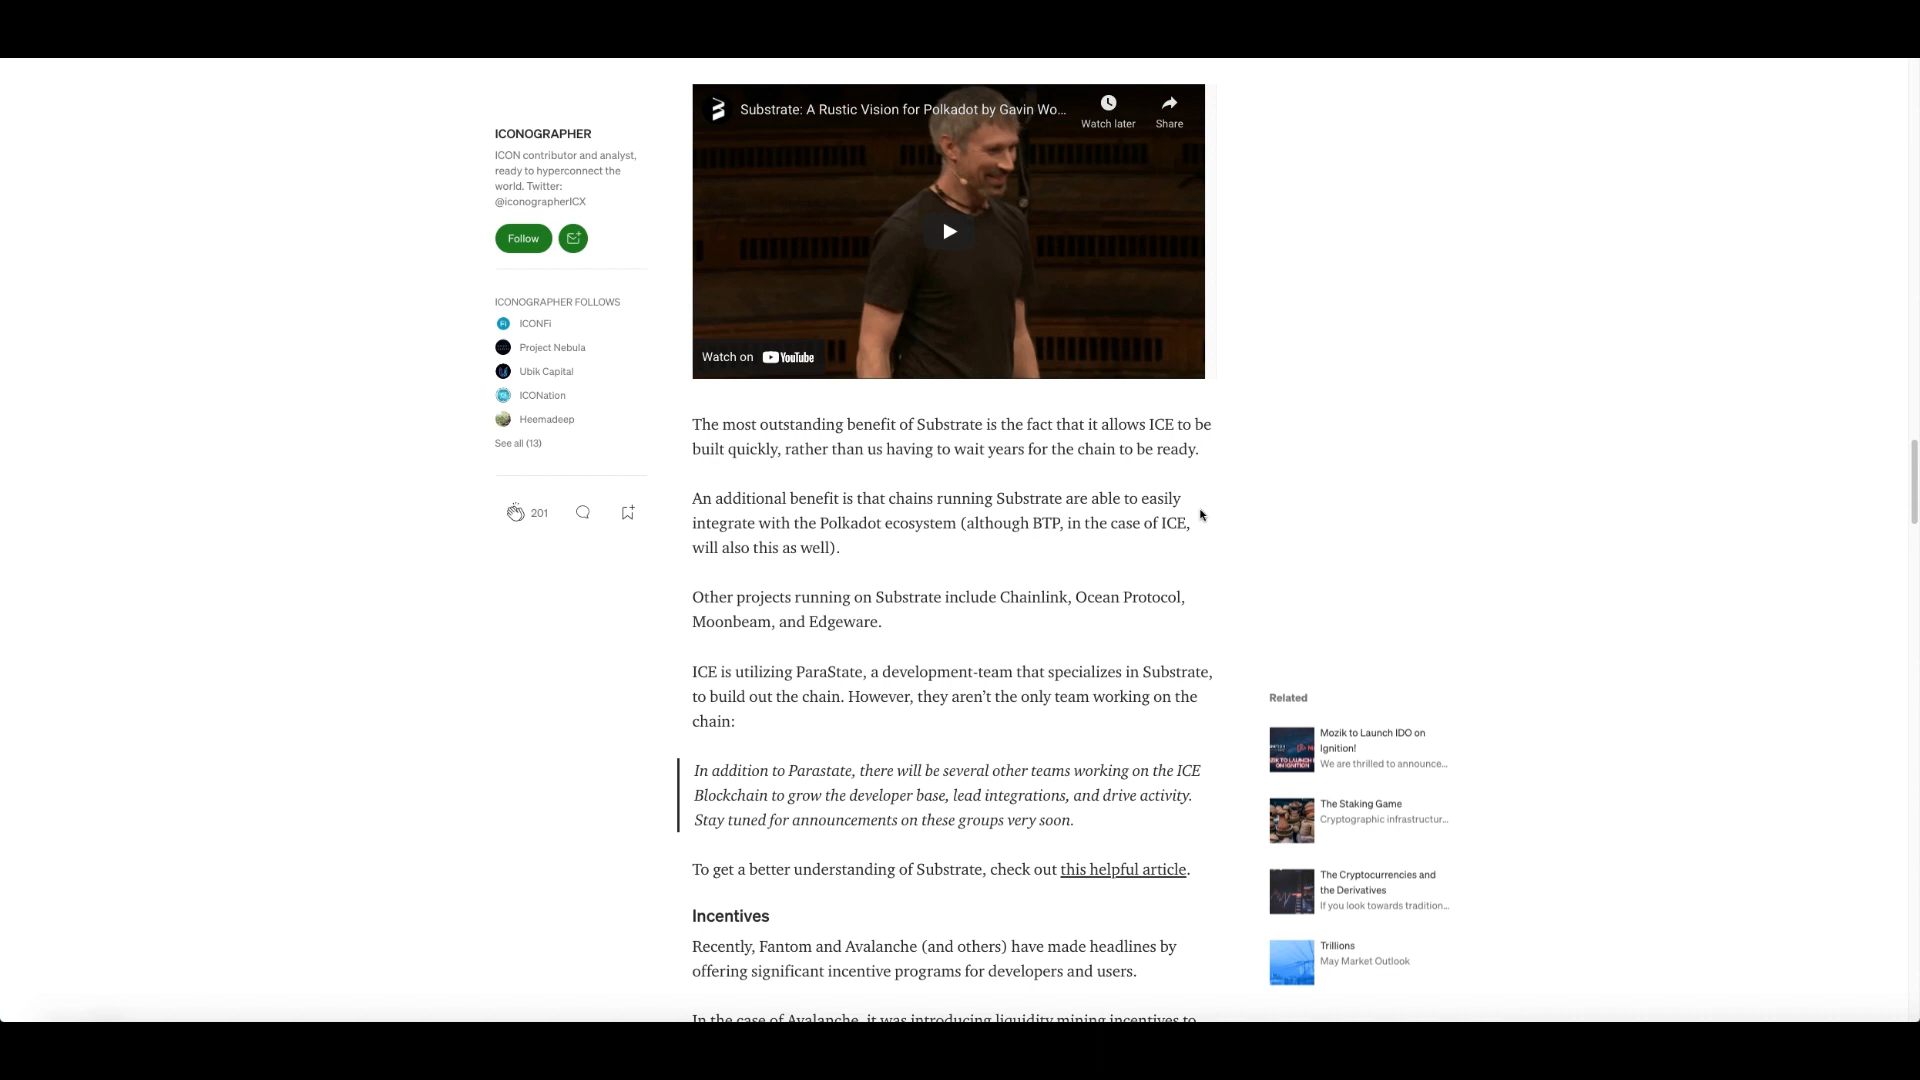 Substrate: A Rustic Vision for Polkadot by Gavin Wo...
Watch later
Share
Watch on YouTube
ICONOGRAPHER
ICON contributor and analyst,
ready to hyperconnect the
world. Twitter:
@iconographerICX
Follow
ICONOGRAPHER FOLLOWS
ICONFi
Project Nebula
Ubik Capital
ICONation
Heemadeep
See all (13)
201
The most outstanding benefit of Substrate is the fact that it allows ICE to be
built quickly, rather than us having to wait years for the chain to be ready.
An additional benefit is that chains running Substrate are able to easily
integrate with the Polkadot ecosystem (although BTP, in the case of ICE,
will also this as well).
Other projects running on Substrate include Chainlink, Ocean Protocol,
Moonbeam, and Edgeware.
ICE is utilizing ParaState, a development-team that specializes in Substrate,
to build out the chain. However, they aren’t the only team working on the
chain:
In addition to Parastate, there will be several other teams working on the ICE
Blockchain to grow the developer base, lead integrations, and drive activity.
Stay tuned for announcements on these groups very soon.
To get a better understanding of Substrate, check out this helpful article.
Incentives
Recently, Fantom and Avalanche (and others) have made headlines by
offering significant incentive programs for developers and users.
In the case of Avalanche, it was introducing liquidity mining incentives to
Related
Mozik to Launch IDO on
Ignition!
We are thrilled to announce...
The Staking Game
Cryptographic infrastructur...
The Cryptocurrencies and
the Derivatives
If you look towards tradition...
Trillions
May Market Outlook